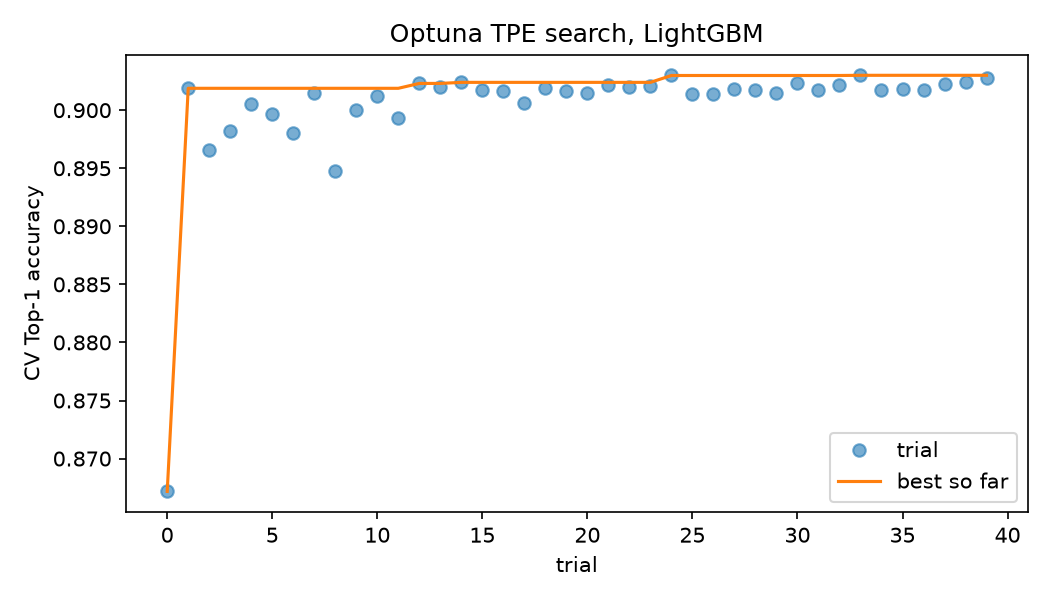 Optuna TPE search, LightGBM
CV Top-1 accuracy
0.900
0.895
0.890
0.885
0.880
0.875
0.870
trial
best so far
0 5 10 15 20 25 30 35 40
trial